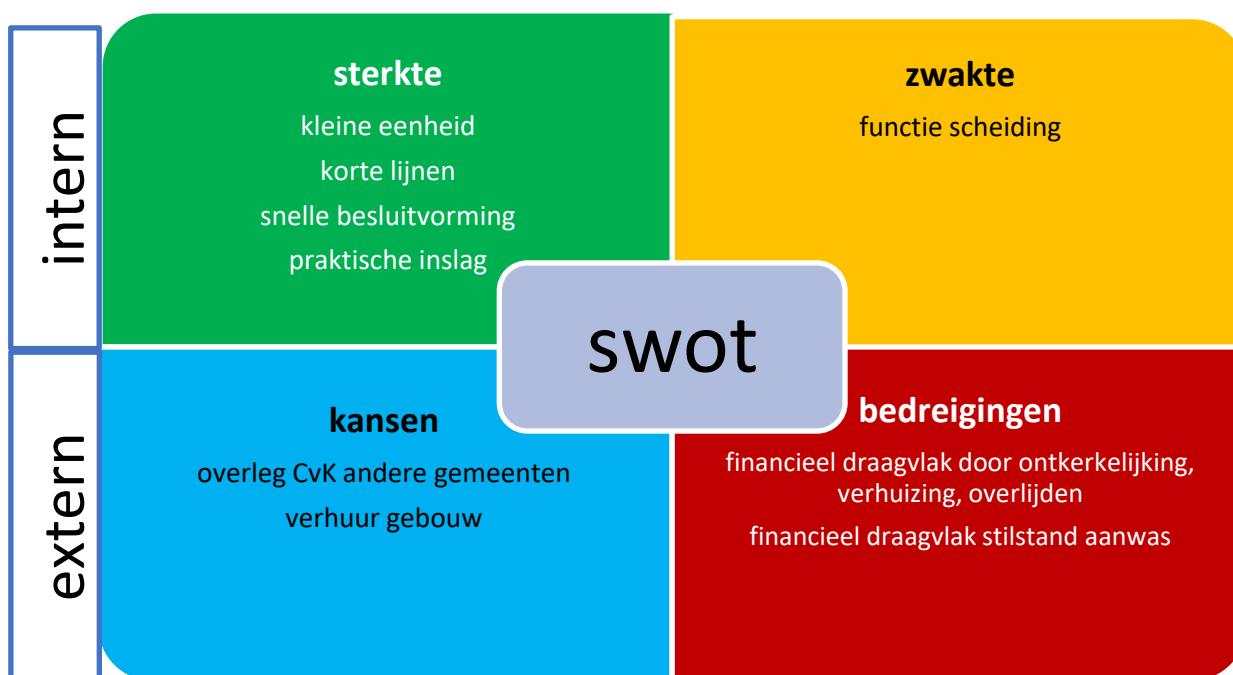 intern
sterkte
kleine eenheid
korte lijnen
snelle besluitvorming
praktische inslag
zwakte
functie scheiding
swot
extern
kansen
overleg CvK andere gemeenten
verhuur gebouw
bedreigingen
financieel draagvlak door ontkerkelijking,
verhuizing, overlijden
financieel draagvlak stilstand aanwas